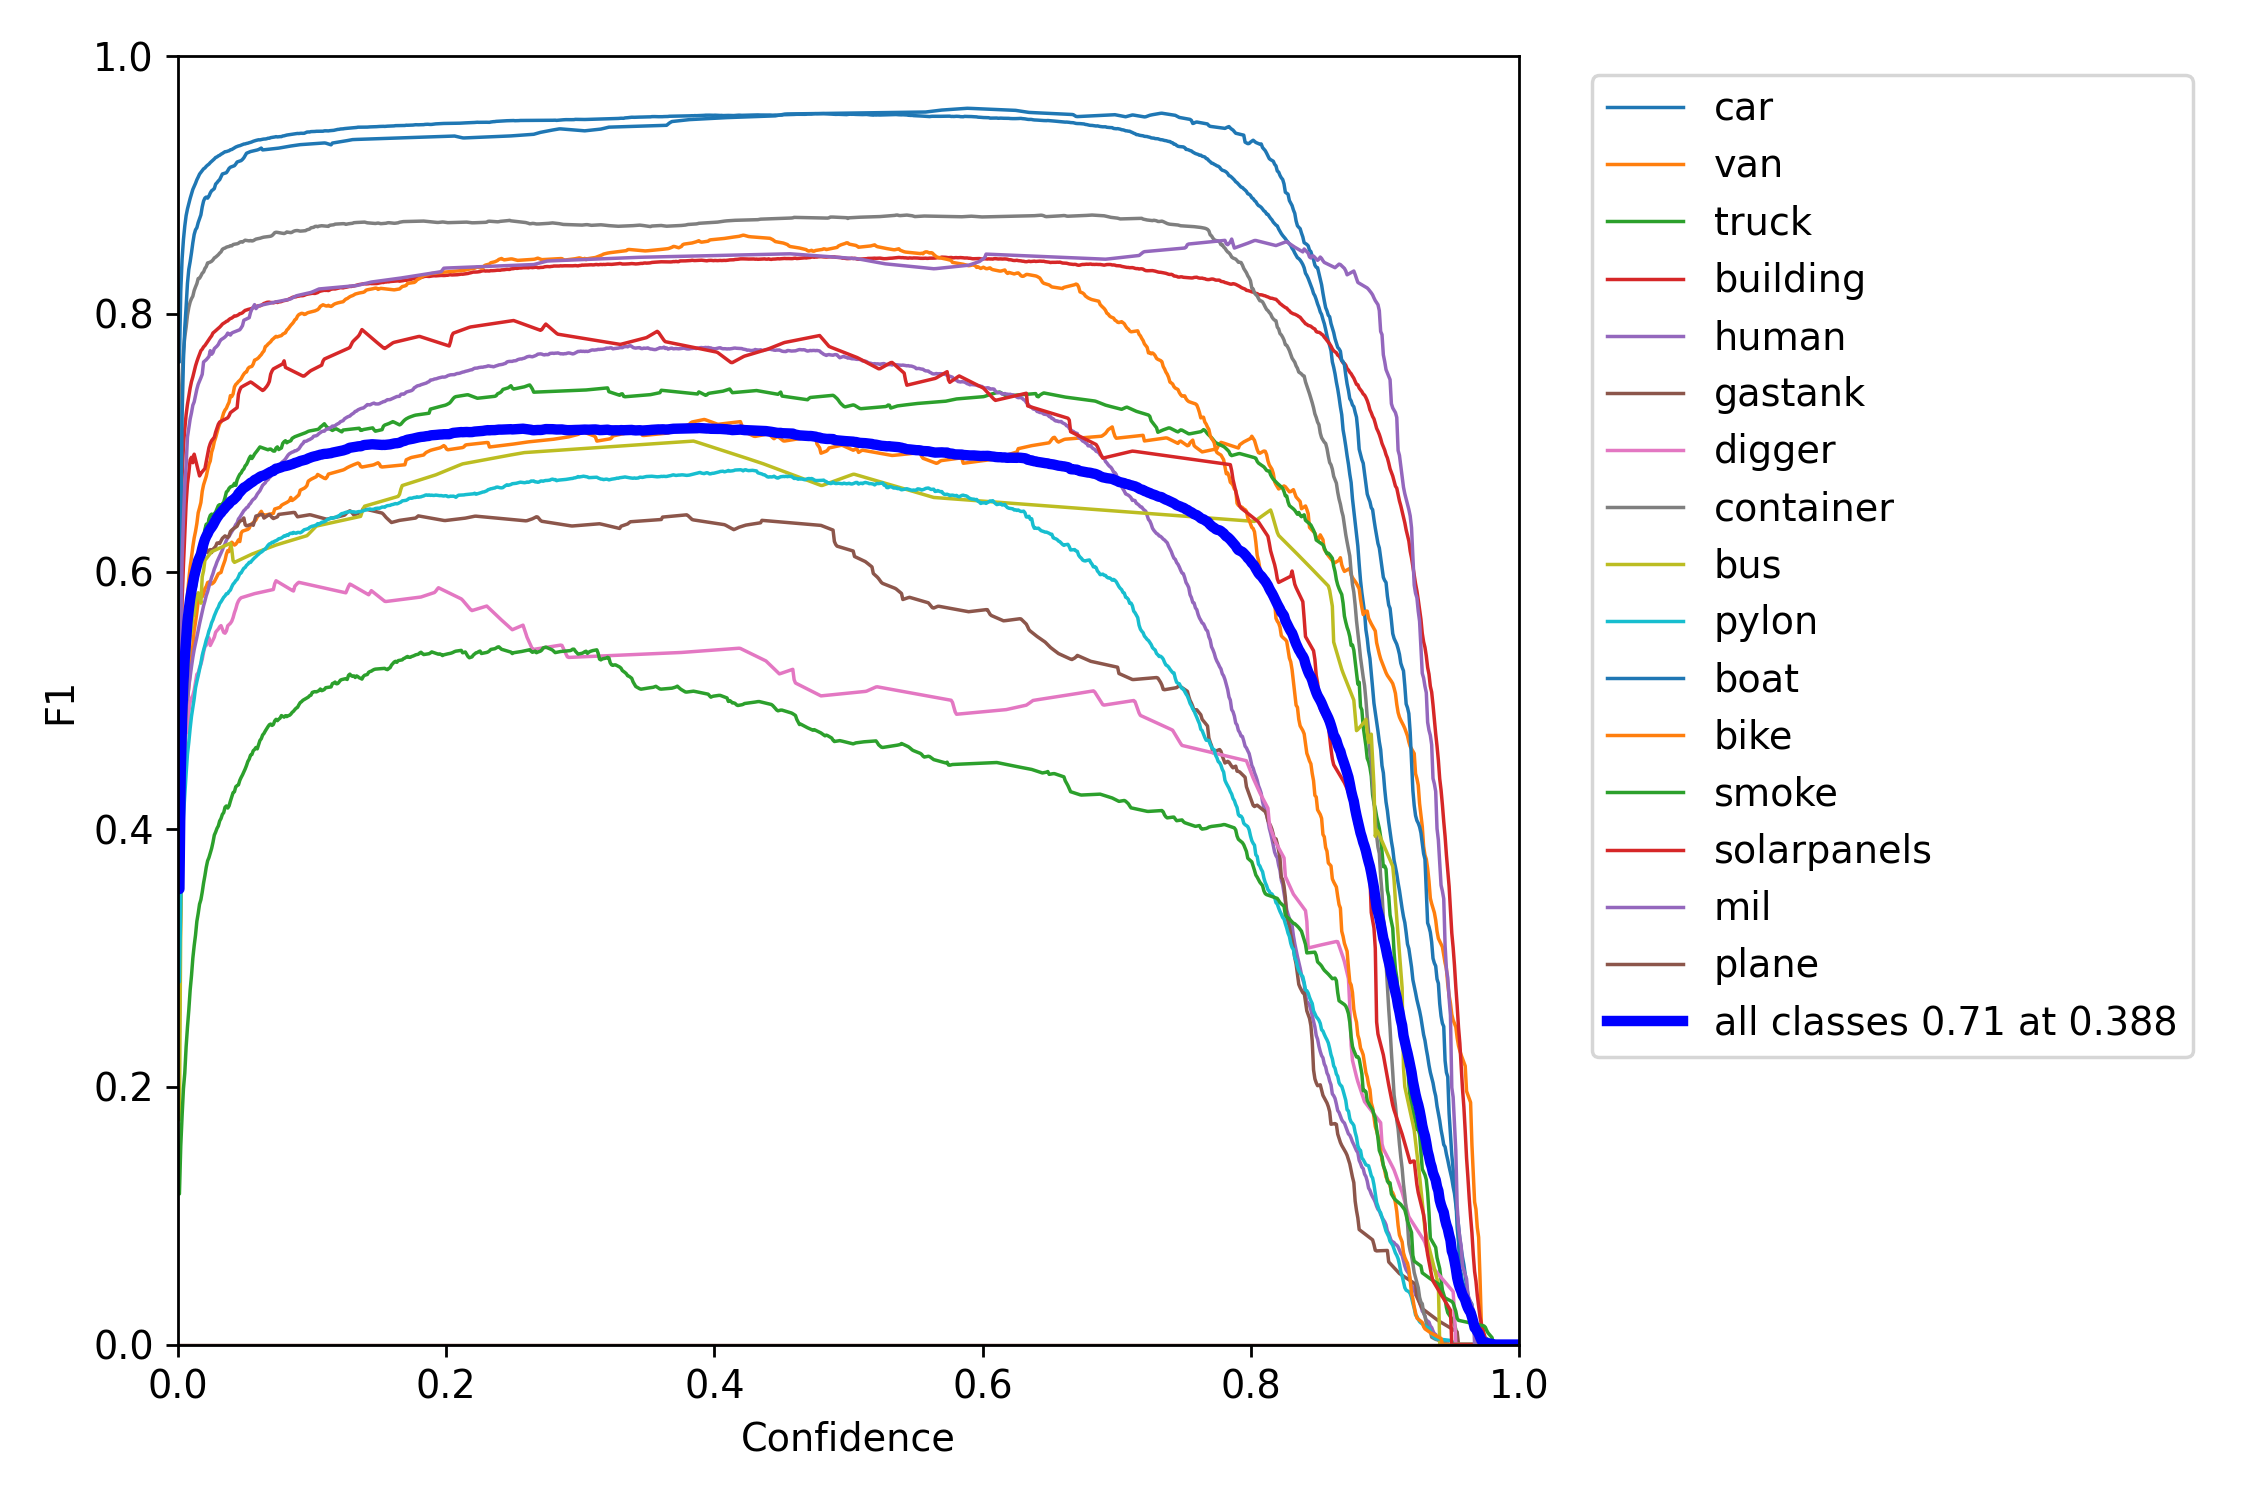 1.0
0.8
0.6
0.4
0.2
0.0
F1
0.0 0.2 0.4 0.6 0.8 1.0
Confidence
car
van
truck
building
human
gastank
digger
container
bus
pylon
boat
bike
smoke
solarpanels
mil
plane
all classes 0.71 at 0.388